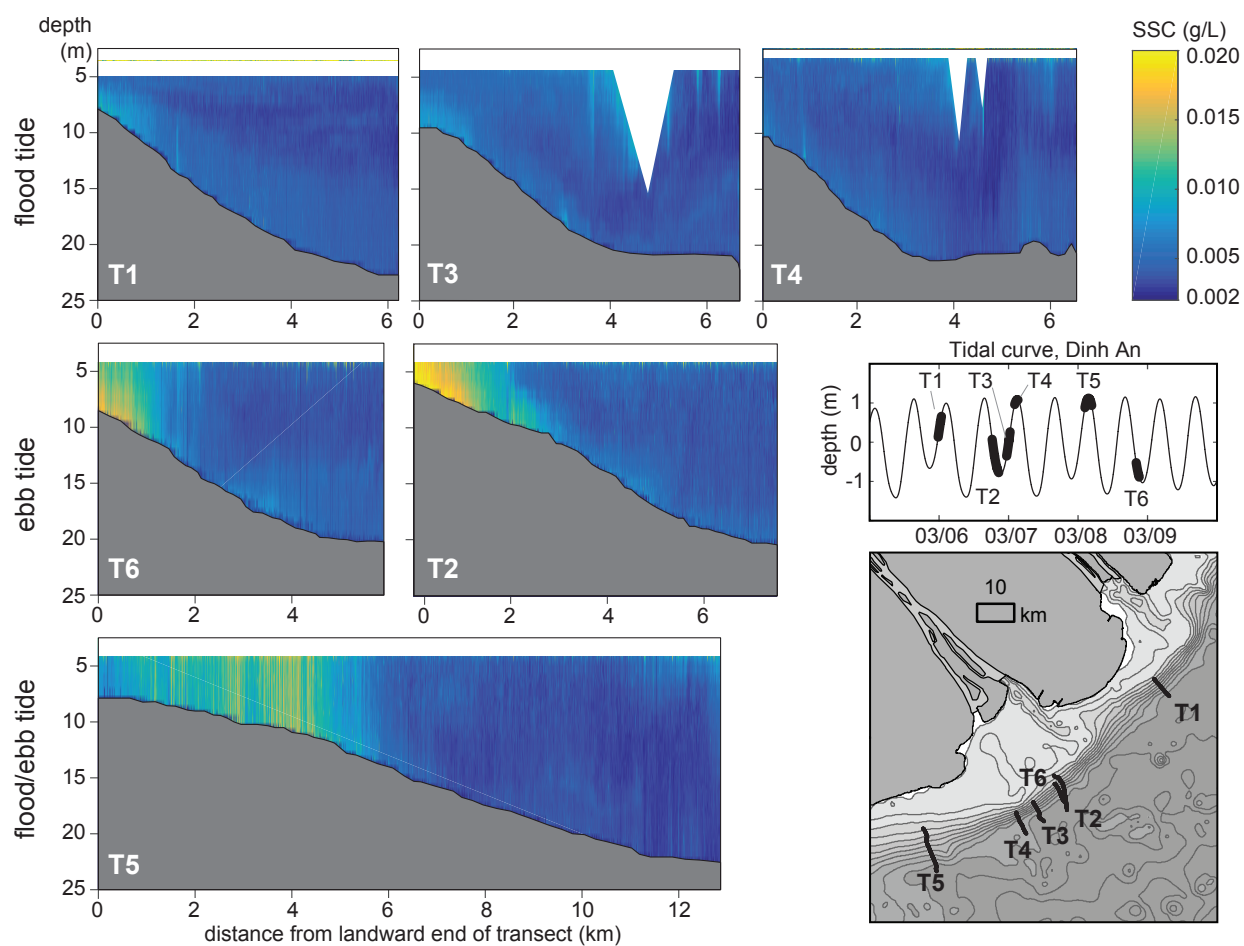 depth
(m)
5
10
15
20
25
0
2
4
6
T1
flood tide
0
2
4
6
T3
0
2
4
6
T4
SSC (g/L)
0.020
0.015
0.010
0.005
0.002
5
10
15
20
25
0
2
4
T6
ebb tide
0
2
4
6
T2
Tidal curve, Dinh An
T1
T3
T4
T5
1
0
-1
depth (m)
T2
T6
03/06
03/07
03/08
03/09
5
10
15
20
25
flood/ebb tide
T5
0
2
4
6
8
10
12
distance from landward end of transect (km)
10
km
T1
T6
T2
T3
T4
T5